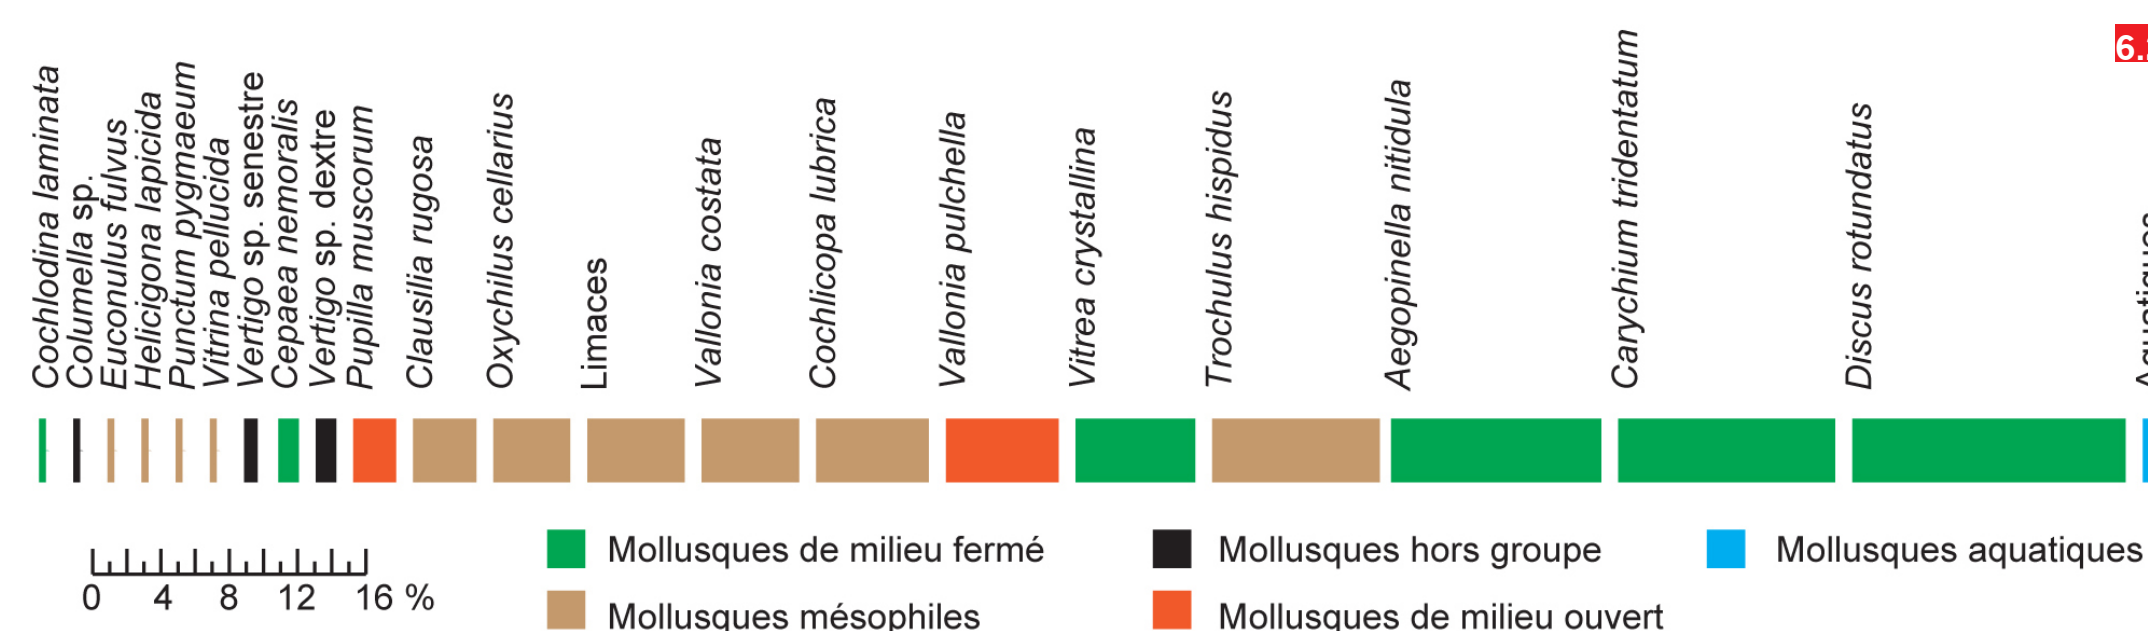 6.
Cochlodina laminata
Columella sp.
Euconulus fulvus
Helicigona lapicida
Punctum pygmaeum
Vitrina pellucida
Vertigo sp. senestre
Cepaea nemoralis
Vertigo sp. dextre
Pupilla muscorum
Clausilia rugosa
Oxychilus cellarius
Limaces
Vallonia costata
Cochlicopa lubrica
Vallonia pulchella
Vitrea crystallina
Trochulus hispidus
Aegopinella nitidula
Carychium tridentatum
Discus rotundatus
0 4 8 12 16 %
Mollusques de milieu fermé
Mollusques hors groupe
Mollusques aquatiques
Mollusques mésophiles
Mollusques de milieu ouvert